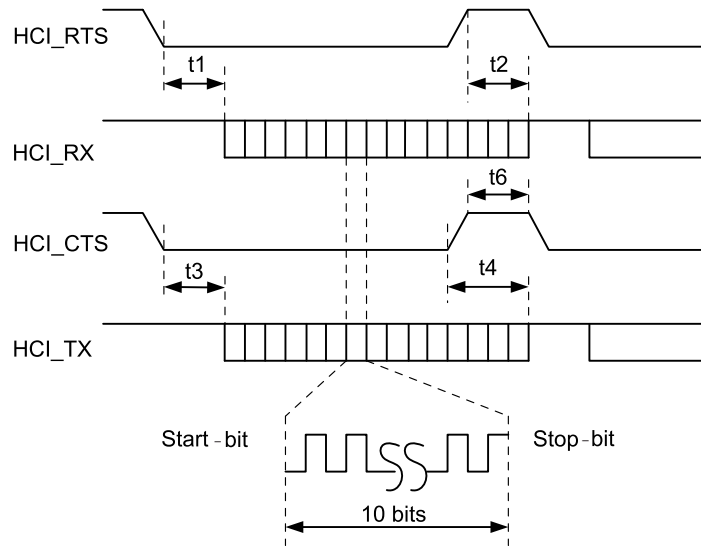 HCI_RTS
t1
t2
HCI_RX
t6
HCI_CTS
t3
t4
HCI_TX
Start-bit
Stop-bit
10 bits